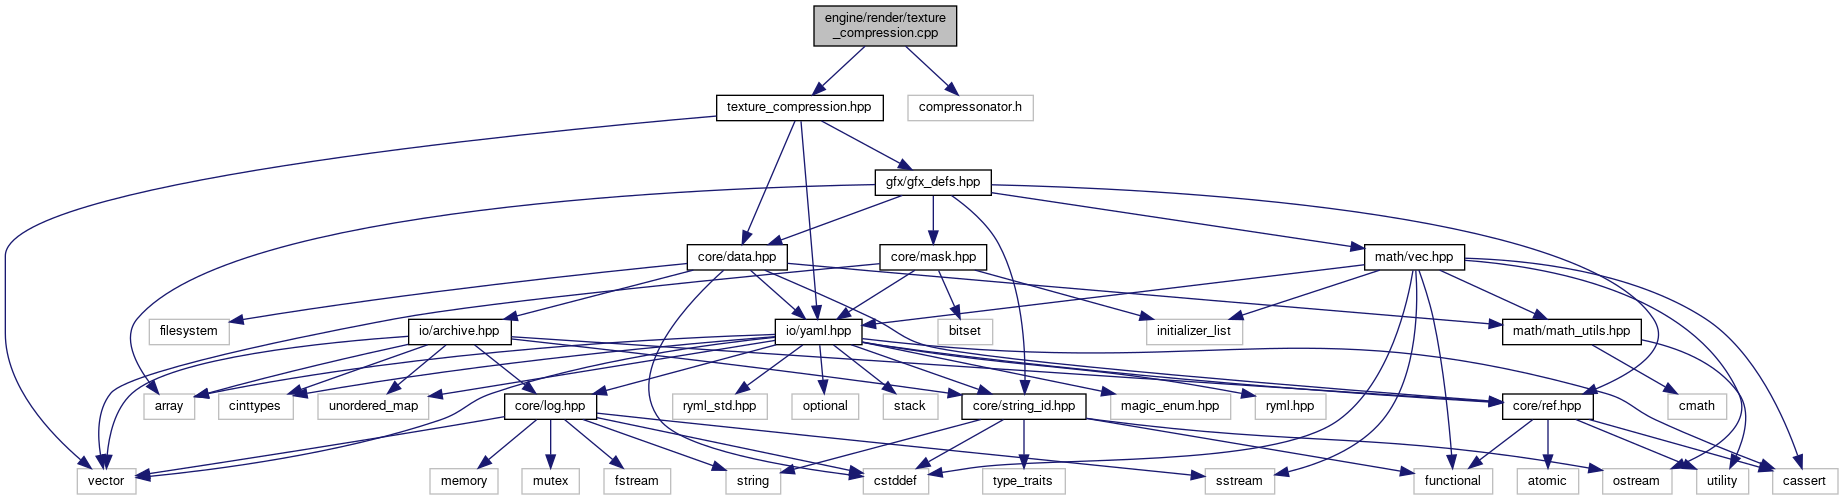 engine/render/texture
_compression.cpp
texture_compression.hpp
compressonator.h
gfx/gfx_defs.hpp
core/data.hpp
core/mask.hpp
math/vec.hpp
filesystem
io/archive.hpp
io/yaml.hpp
bitset
initializer_list
math/math_utils.hpp
array
cinttypes
unordered_map
core/log.hpp
ryml_std.hpp
optional
stack
core/string_id.hpp
magic_enum.hpp
ryml.hpp
core/ref.hpp
cmath
vector
memory
mutex
fstream
string
cstddef
type_traits
sstream
functional
atomic
ostream
utility
cassert